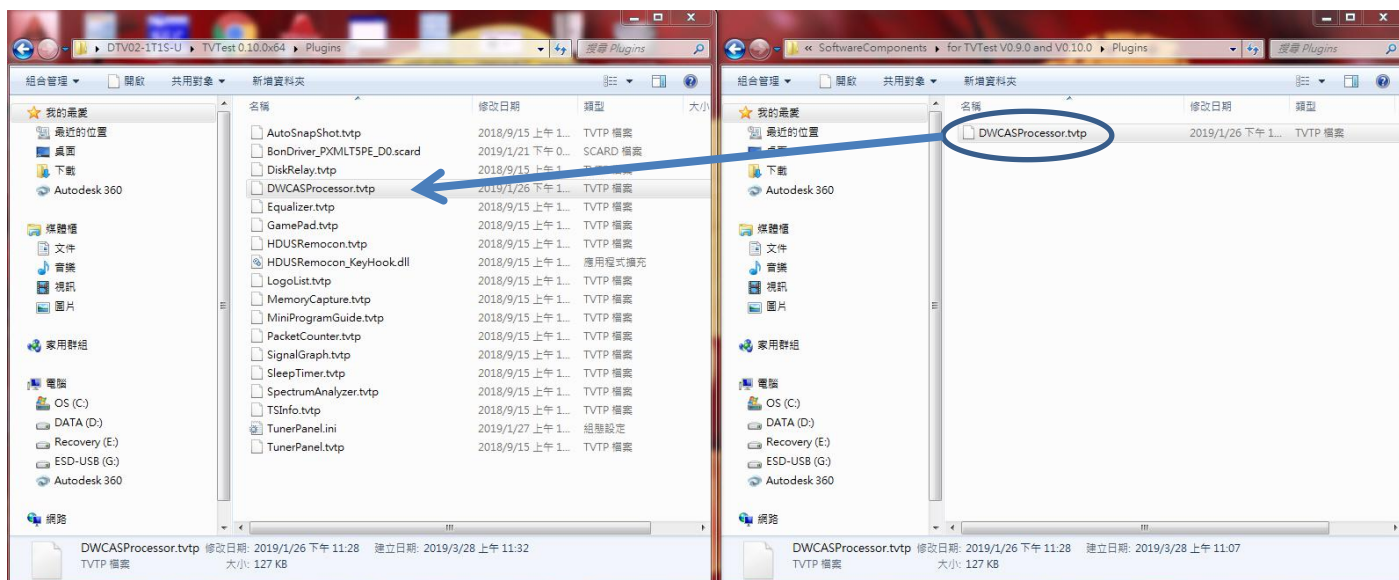 DTV02-1T1S-U ▸ TVTest 0.10.0x64 ▸ Plugins
搜尋 Plugins
組合管理 開啟 共用對象 新增資料夾
我的最愛
最近的位置
桌面
下載
Autodesk 360
媒體櫃
文件
音樂
視訊
圖片
家用群組
電腦
OS (C:)
DATA (D:)
Recovery (E:)
ESD-USB (G:)
Autodesk 360
網路
名稱 修改日期 類型 大小
AutoSnapShot.tvtp 2018/9/15 上午 1... TVTP 檔案
BonDriver_PXMLT5PE_D0.scard 2019/1/21 下午 0... SCARD 檔案
DiskRelay.tvtp 2018/9/15 上午 1...
DWCASProcessor.tvtp 2019/1/26 下午 1... TVTP 檔案
Equalizer.tvtp 2018/9/15 上午 1... TVTP 檔案
GamePad.tvtp 2018/9/15 上午 1... TVTP 檔案
HDUSRemocon.tvtp 2018/9/15 上午 1... TVTP 檔案
HDUSRemocon_KeyHook.dll 2018/9/15 上午 1... 應用程式擴充
LogoList.tvtp 2018/9/15 上午 1... TVTP 檔案
MemoryCapture.tvtp 2018/9/15 上午 1... TVTP 檔案
MiniProgramGuide.tvtp 2018/9/15 上午 1... TVTP 檔案
PacketCounter.tvtp 2018/9/15 上午 1... TVTP 檔案
SignalGraph.tvtp 2018/9/15 上午 1... TVTP 檔案
SleepTimer.tvtp 2018/9/15 上午 1... TVTP 檔案
SpectrumAnalyzer.tvtp 2018/9/15 上午 1... TVTP 檔案
TSInfo.tvtp 2018/9/15 上午 1... TVTP 檔案
TunerPanel.ini 2019/1/27 上午 1... 組態設定
TunerPanel.tvtp 2018/9/15 上午 1... TVTP 檔案
DWCASProcessor.tvtp 修改日期: 2019/1/26 下午 11:28 建立日期: 2019/3/28 上午 11:32
TVTP 檔案 大小: 127 KB
« SoftwareComponents ▸ for TVTest V0.9.0 and V0.10.0 ▸ Plugins
搜尋 Plugins
組合管理 開啟 共用對象 新增資料夾
我的最愛
最近的位置
下載
Autodesk 360
媒體櫃
文件
音樂
視訊
圖片
家用群組
電腦
OS (C:)
DATA (D:)
Recovery (E:)
ESD-USB (G:)
Autodesk 360
網路
名稱 修改日期 類型
DWCASProcessor.tvtp 2019/1/26 下午 1... TVTP 檔案
DWCASProcessor.tvtp 修改日期: 2019/1/26 下午 11:28 建立日期: 2019/3/28 上午 11:07
TVTP 檔案 大小: 127 KB